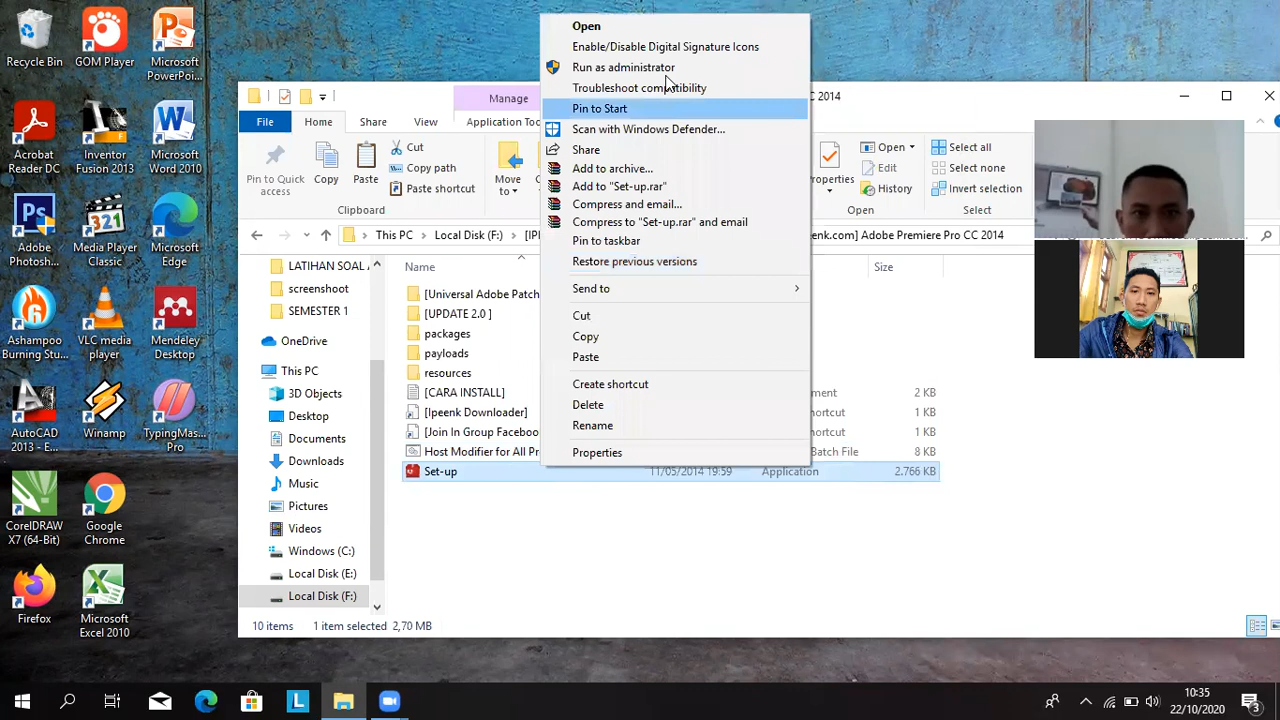 Recycle Bin
GOM Player
Microsoft
PowerPoi...
Acrobat
Reader DC
Inventor
Fusion 2013
Microsoft
Word 2010
Adobe
Photosh...
Media Player
Classic
Microsoft
Edge
Ashampoo
Burning Stu...
VLC media
player
Mendeley
Desktop
AutoCAD
2013 - E...
Winamp
TypingMas...
Pro
CorelDRAW
X7 (64-Bit)
Google
Chrome
Firefox
Microsoft
Excel 2010
Manage
CC 2014
File
Home
Share
View
Application Too
Pin to Quick
access
Copy
Paste
Cut
Copy path
Paste shortcut
Clipboard
Move
to
roperties
Open
Edit
History
Open
Select all
Select none
Invert selection
This PC
Local Disk (F:)
enk.com] Adobe Premiere Pro CC 2014
LATIHAN SOAL A
screenshoot
SEMESTER 1
OneDrive
This PC
3D Objects
Desktop
Documents
Downloads
Music
Pictures
Videos
Windows (C:)
Local Disk (E:)
Local Disk (F:)
Name
Size
[Universal Adobe Patch
[UPDATE 2.0 ]
packages
payloads
resources
[CARA INSTALL]
ment
2 KB
[Ipeenk Downloader]
ortcut
1 KB
[Join In Group Faceboo
ortcut
1 KB
Host Modifier for All Pr
Batch File
8 KB
Set-up
11/05/2014 19:59
Application
2.766 KB
Open
Enable/Disable Digital Signature Icons
Run as administrator
Troubleshoot compatibility
Pin to Start
Scan with Windows Defender...
Share
Add to archive...
Add to "Set-up.rar"
Compress and email...
Compress to "Set-up.rar" and email
Pin to taskbar
Restore previous versions
Send to
Cut
Copy
Paste
Create shortcut
Delete
Rename
Properties
10 items
1 item selected 2,70 MB
10:35
22/10/2020
3